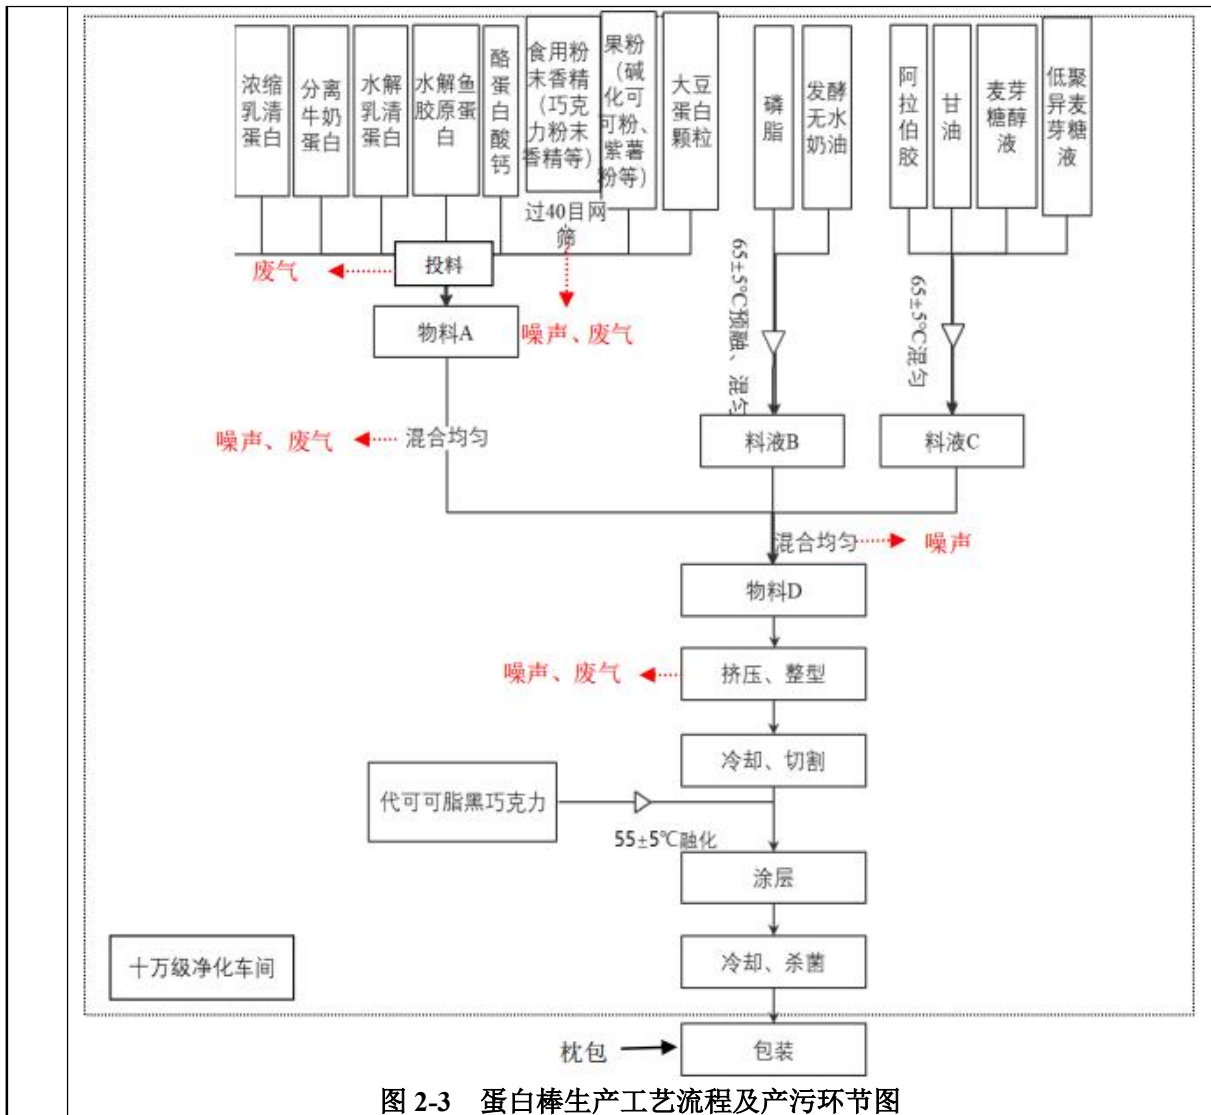 浓缩
乳清
蛋白
分离
牛奶
蛋白
水解
乳清
蛋白
水解鱼
胶原蛋
白
酪
蛋
白
酸
钙
食用粉
末香精
（巧克
力粉末
香精等）
果粉
（碱
化可
可粉、
紫薯
粉等）
大豆
蛋白
颗粒
磷
脂
发酵
无水
奶油
阿
拉
伯
胶
甘
油
麦芽
糖醇
液
低聚
异麦
芽糖
液
过40目网
筛
投料
废气
物料A
噪声、废气
65±5℃预融、混匀
65±5℃混匀
噪声、废气
混合均匀
料液B
料液C
混合均匀
噪声
物料D
噪声、废气
挤压、整型
冷却、切割
代可可脂黑巧克力
55±5℃融化
涂层
十万级净化车间
冷却、杀菌
枕包
包装
图 2-3 蛋白棒生产工艺流程及产污环节图